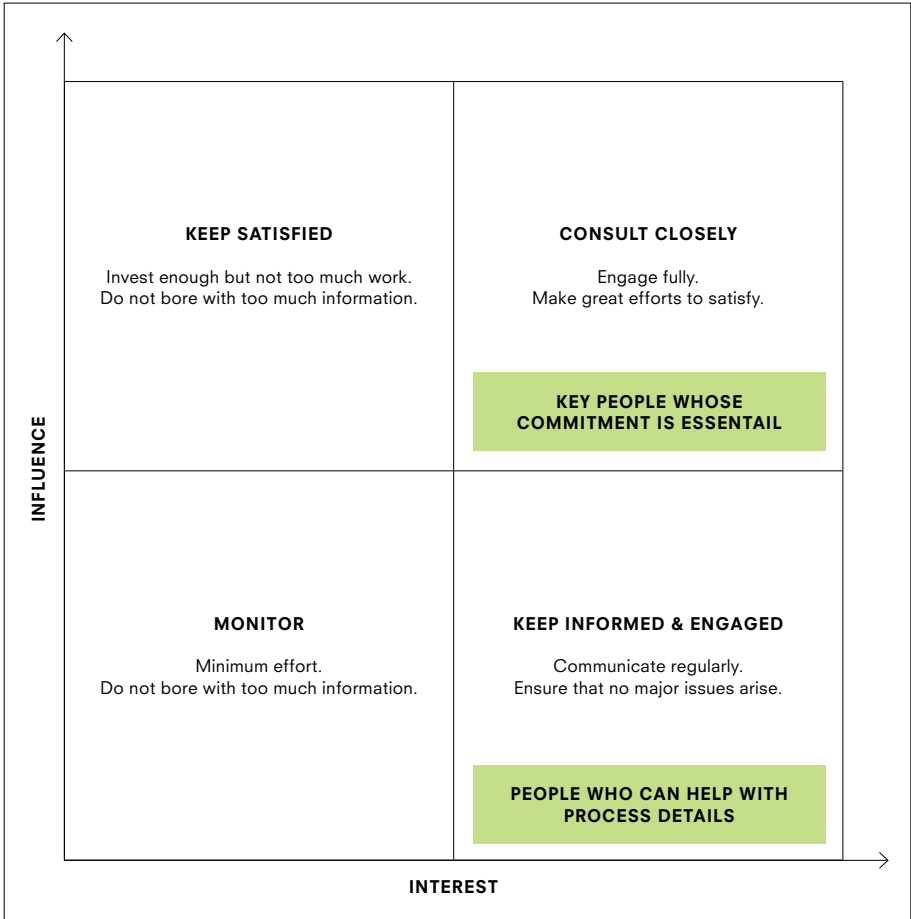 KEEP SATISFIED
Invest enough but not too much work.
Do not bore with too much information.
CONSULT CLOSELY
Engage fully.
Make great efforts to satisfy.
KEY PEOPLE WHOSE
COMMITMENT IS ESSENTAIL
INFLUENCE
MONITOR
Minimum effort.
Do not bore with too much information.
KEEP INFORMED & ENGAGED
Communicate regularly.
Ensure that no major issues arise.
PEOPLE WHO CAN HELP WITH
PROCESS DETAILS
INTEREST